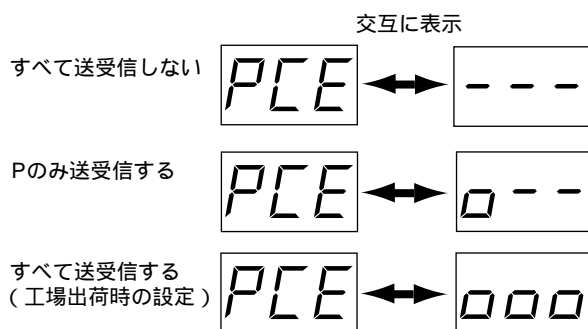 交互に表示
すべて送受信しない PCE - - -
Pのみ送受信する PCE o - -
すべて送受信する
(工場出荷時の設定) PCE ooo